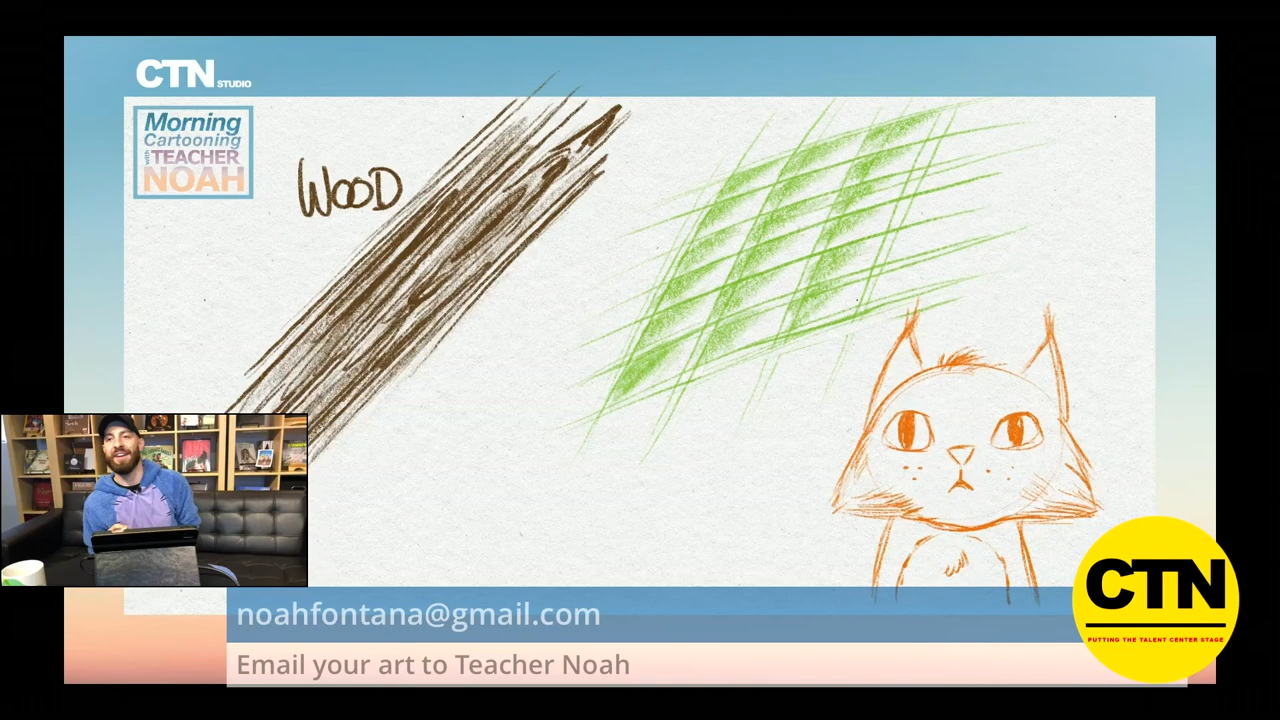 CTN STUDIO
Morning
Cartooning
with TEACHER
NOAH
WOOD
noahfontana@gmail.com
Email your art to Teacher Noah
CTN
PUTTING THE TALENT CENTER STAGE